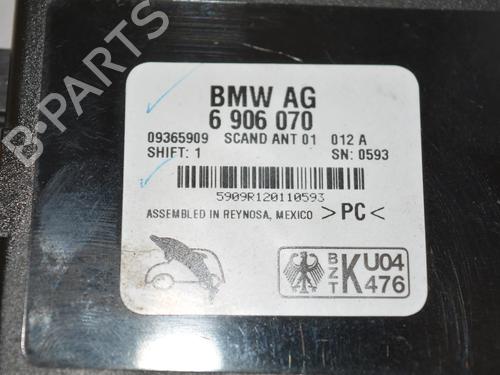 BMW AG
6 906 070
09365909 SCAND ANT 01 012 A
SHIFT: 1 SN: 0593
5909R120110593
ASSEMBLED IN REYNOSA, MEXICO >PC<
BZT K U04 476
B-PARTS